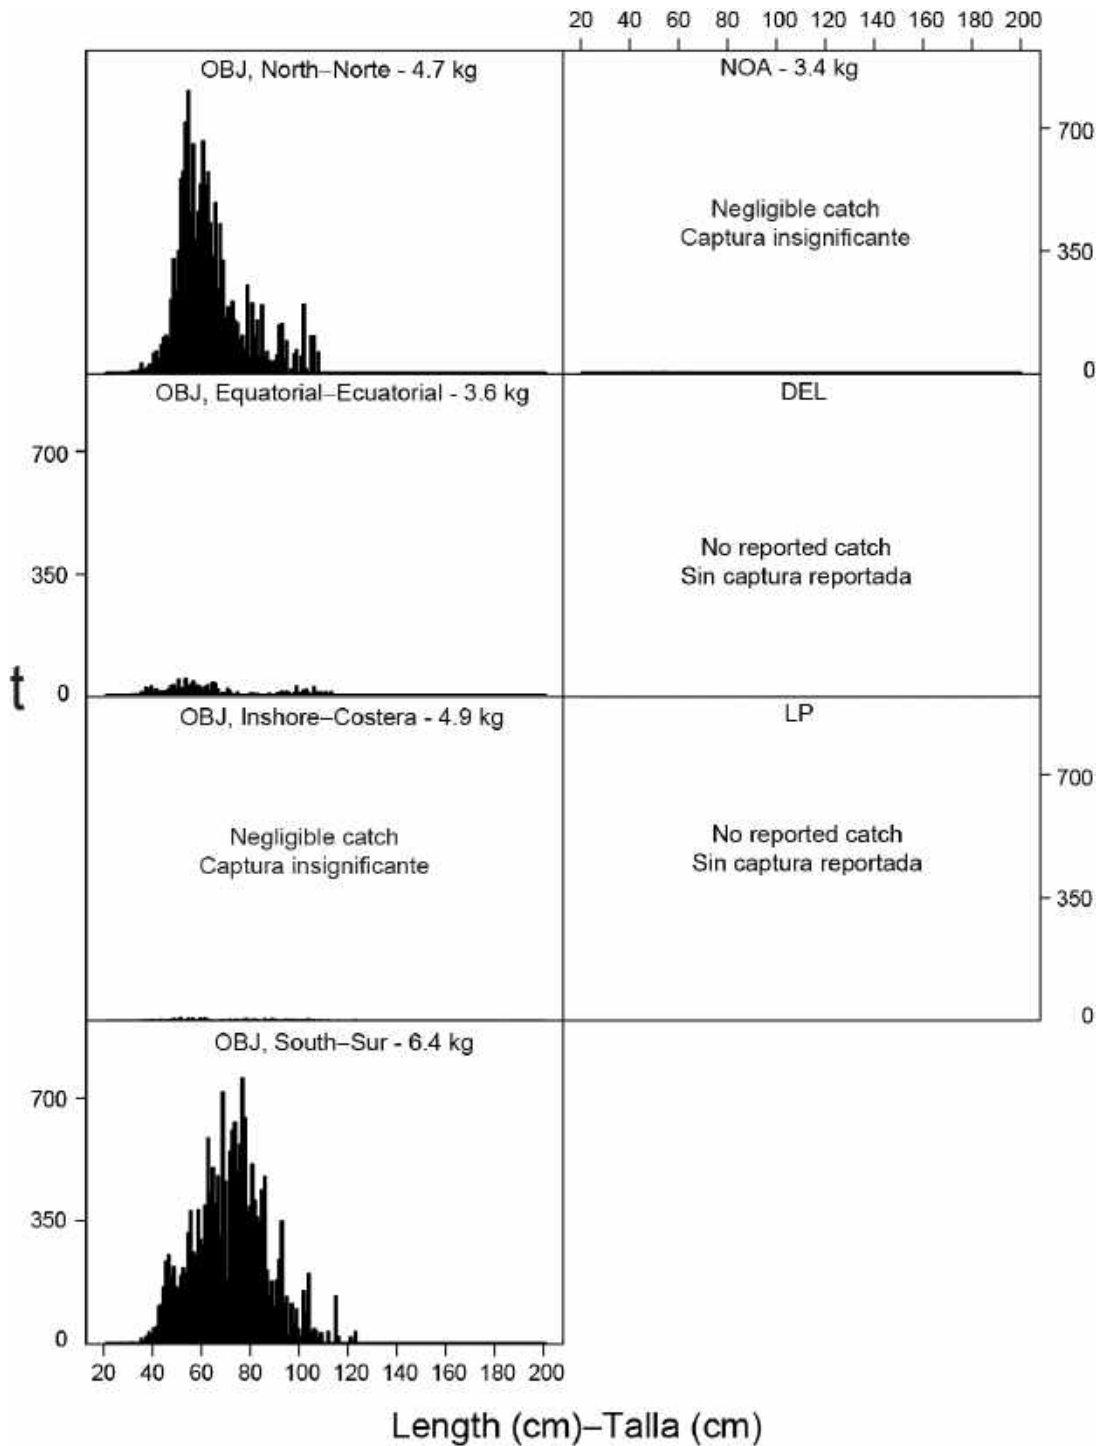 20 40 60 80 100 120 140 160 180 200
OBJ, North–Norte - 4.7 kg
NOA - 3.4 kg
700
Negligible catch
Captura insignificante
350
0
OBJ, Equatorial–Ecuatorial - 3.6 kg
DEL
700
No reported catch
Sin captura reportada
350
t
0
OBJ, Inshore–Costera - 4.9 kg
LP
700
Negligible catch
Captura insignificante
No reported catch
Sin captura reportada
350
0
OBJ, South–Sur - 6.4 kg
700
350
0
20 40 60 80 100 120 140 160 180 200
Length (cm)–Talla (cm)